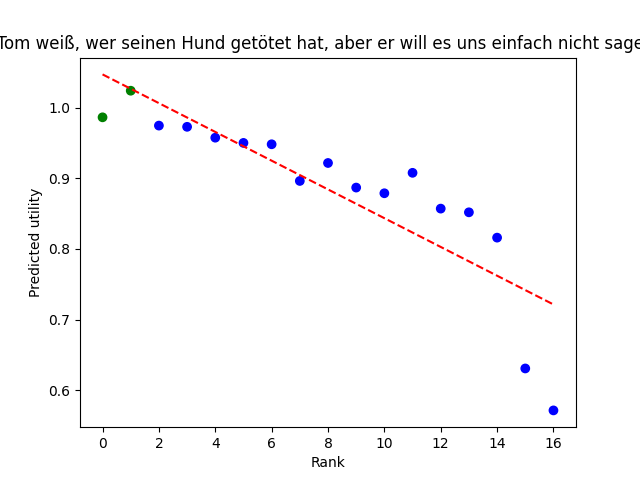 Tom weiß, wer seinen Hund getötet hat, aber er will es uns einfach nicht sage
1.0
0.9
0.8
0.7
0.6
Predicted utility
0 2 4 6 8 10 12 14 16
Rank